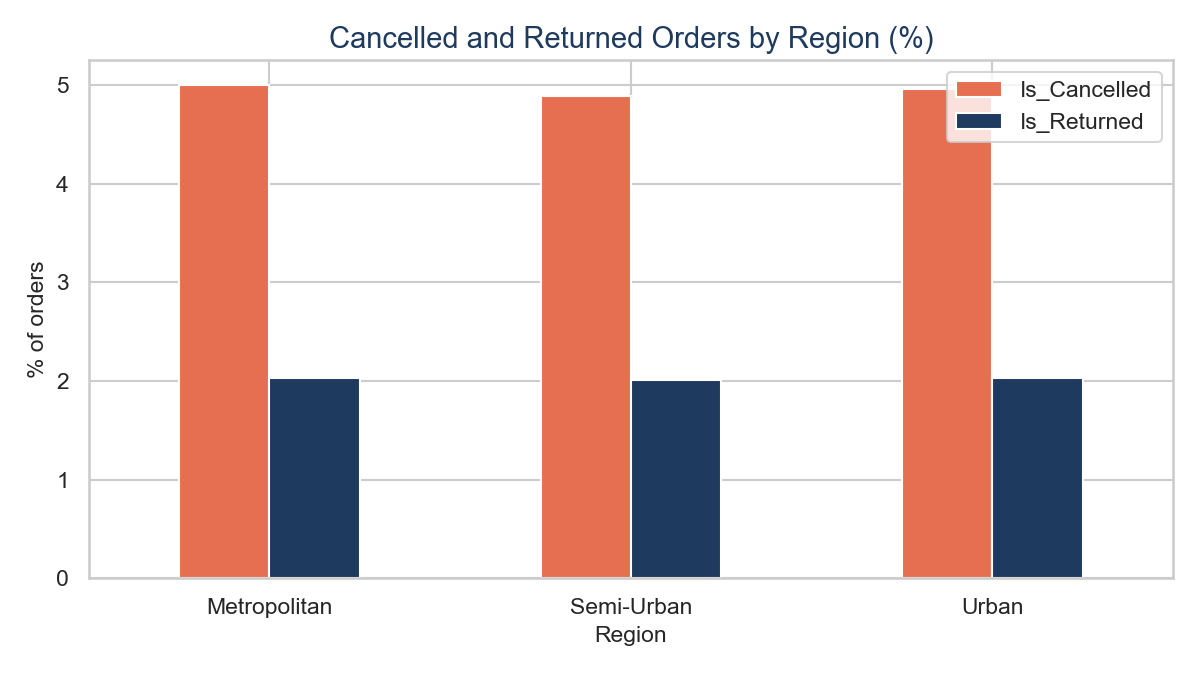 Cancelled and Returned Orders by Region (%)
Is_Cancelled
Is_Returned
% of orders
5
4
3
2
1
0
Metropolitan
Semi-Urban
Urban
Region